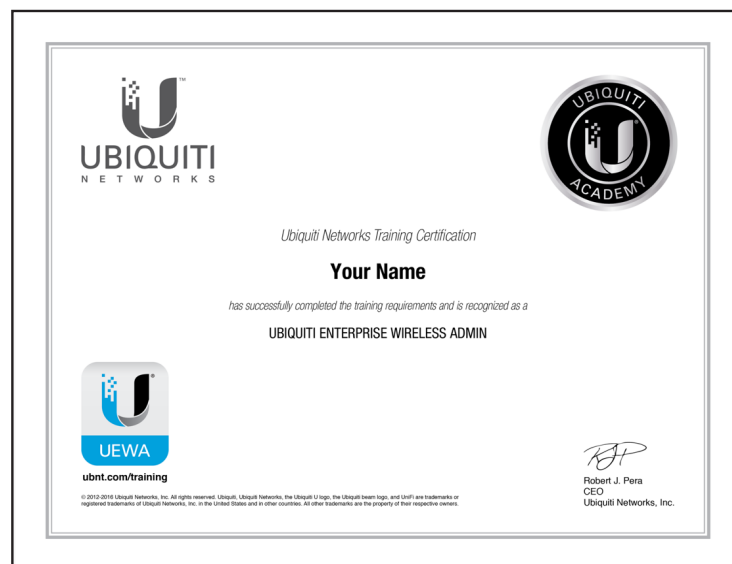 UBIQUITI
NETWORKS
™
UBIQUITI
®
ACADEMY
Ubiquiti Networks Training Certification
Your Name
has successfully completed the training requirements and is recognized as a
UBIQUITI ENTERPRISE WIRELESS ADMIN
UEWA
ubnt.com/training
© 2012-2016 Ubiquiti Networks, Inc. All rights reserved. Ubiquiti, Ubiquiti Networks, the Ubiquiti U logo, the Ubiquiti beam logo, and UniFi are trademarks or
registered trademarks of Ubiquiti Networks, Inc. in the United States and in other countries. All other trademarks are the property of their respective owners.
Robert J. Pera
CEO
Ubiquiti Networks, Inc.